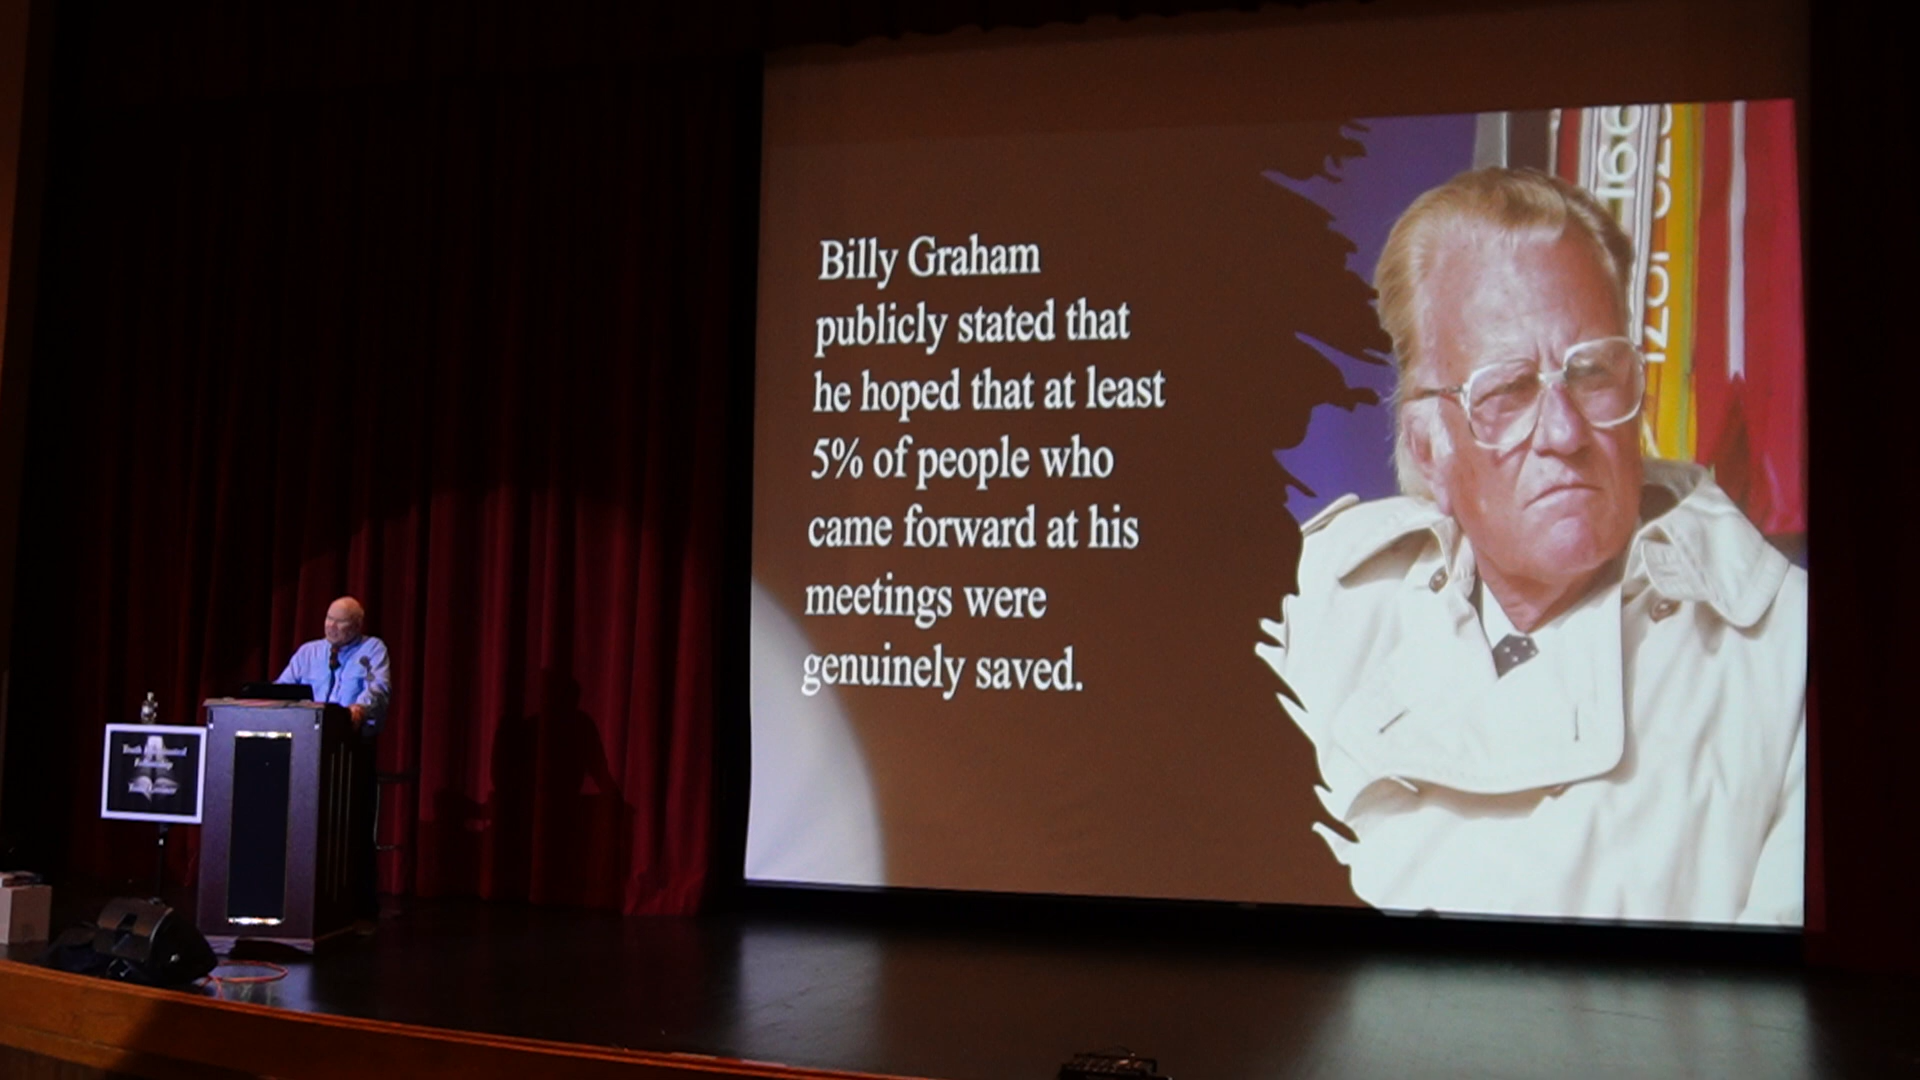 Billy Graham
publicly stated that
he hoped that at least
5% of people who
came forward at his
meetings were
genuinely saved.
Fellowship